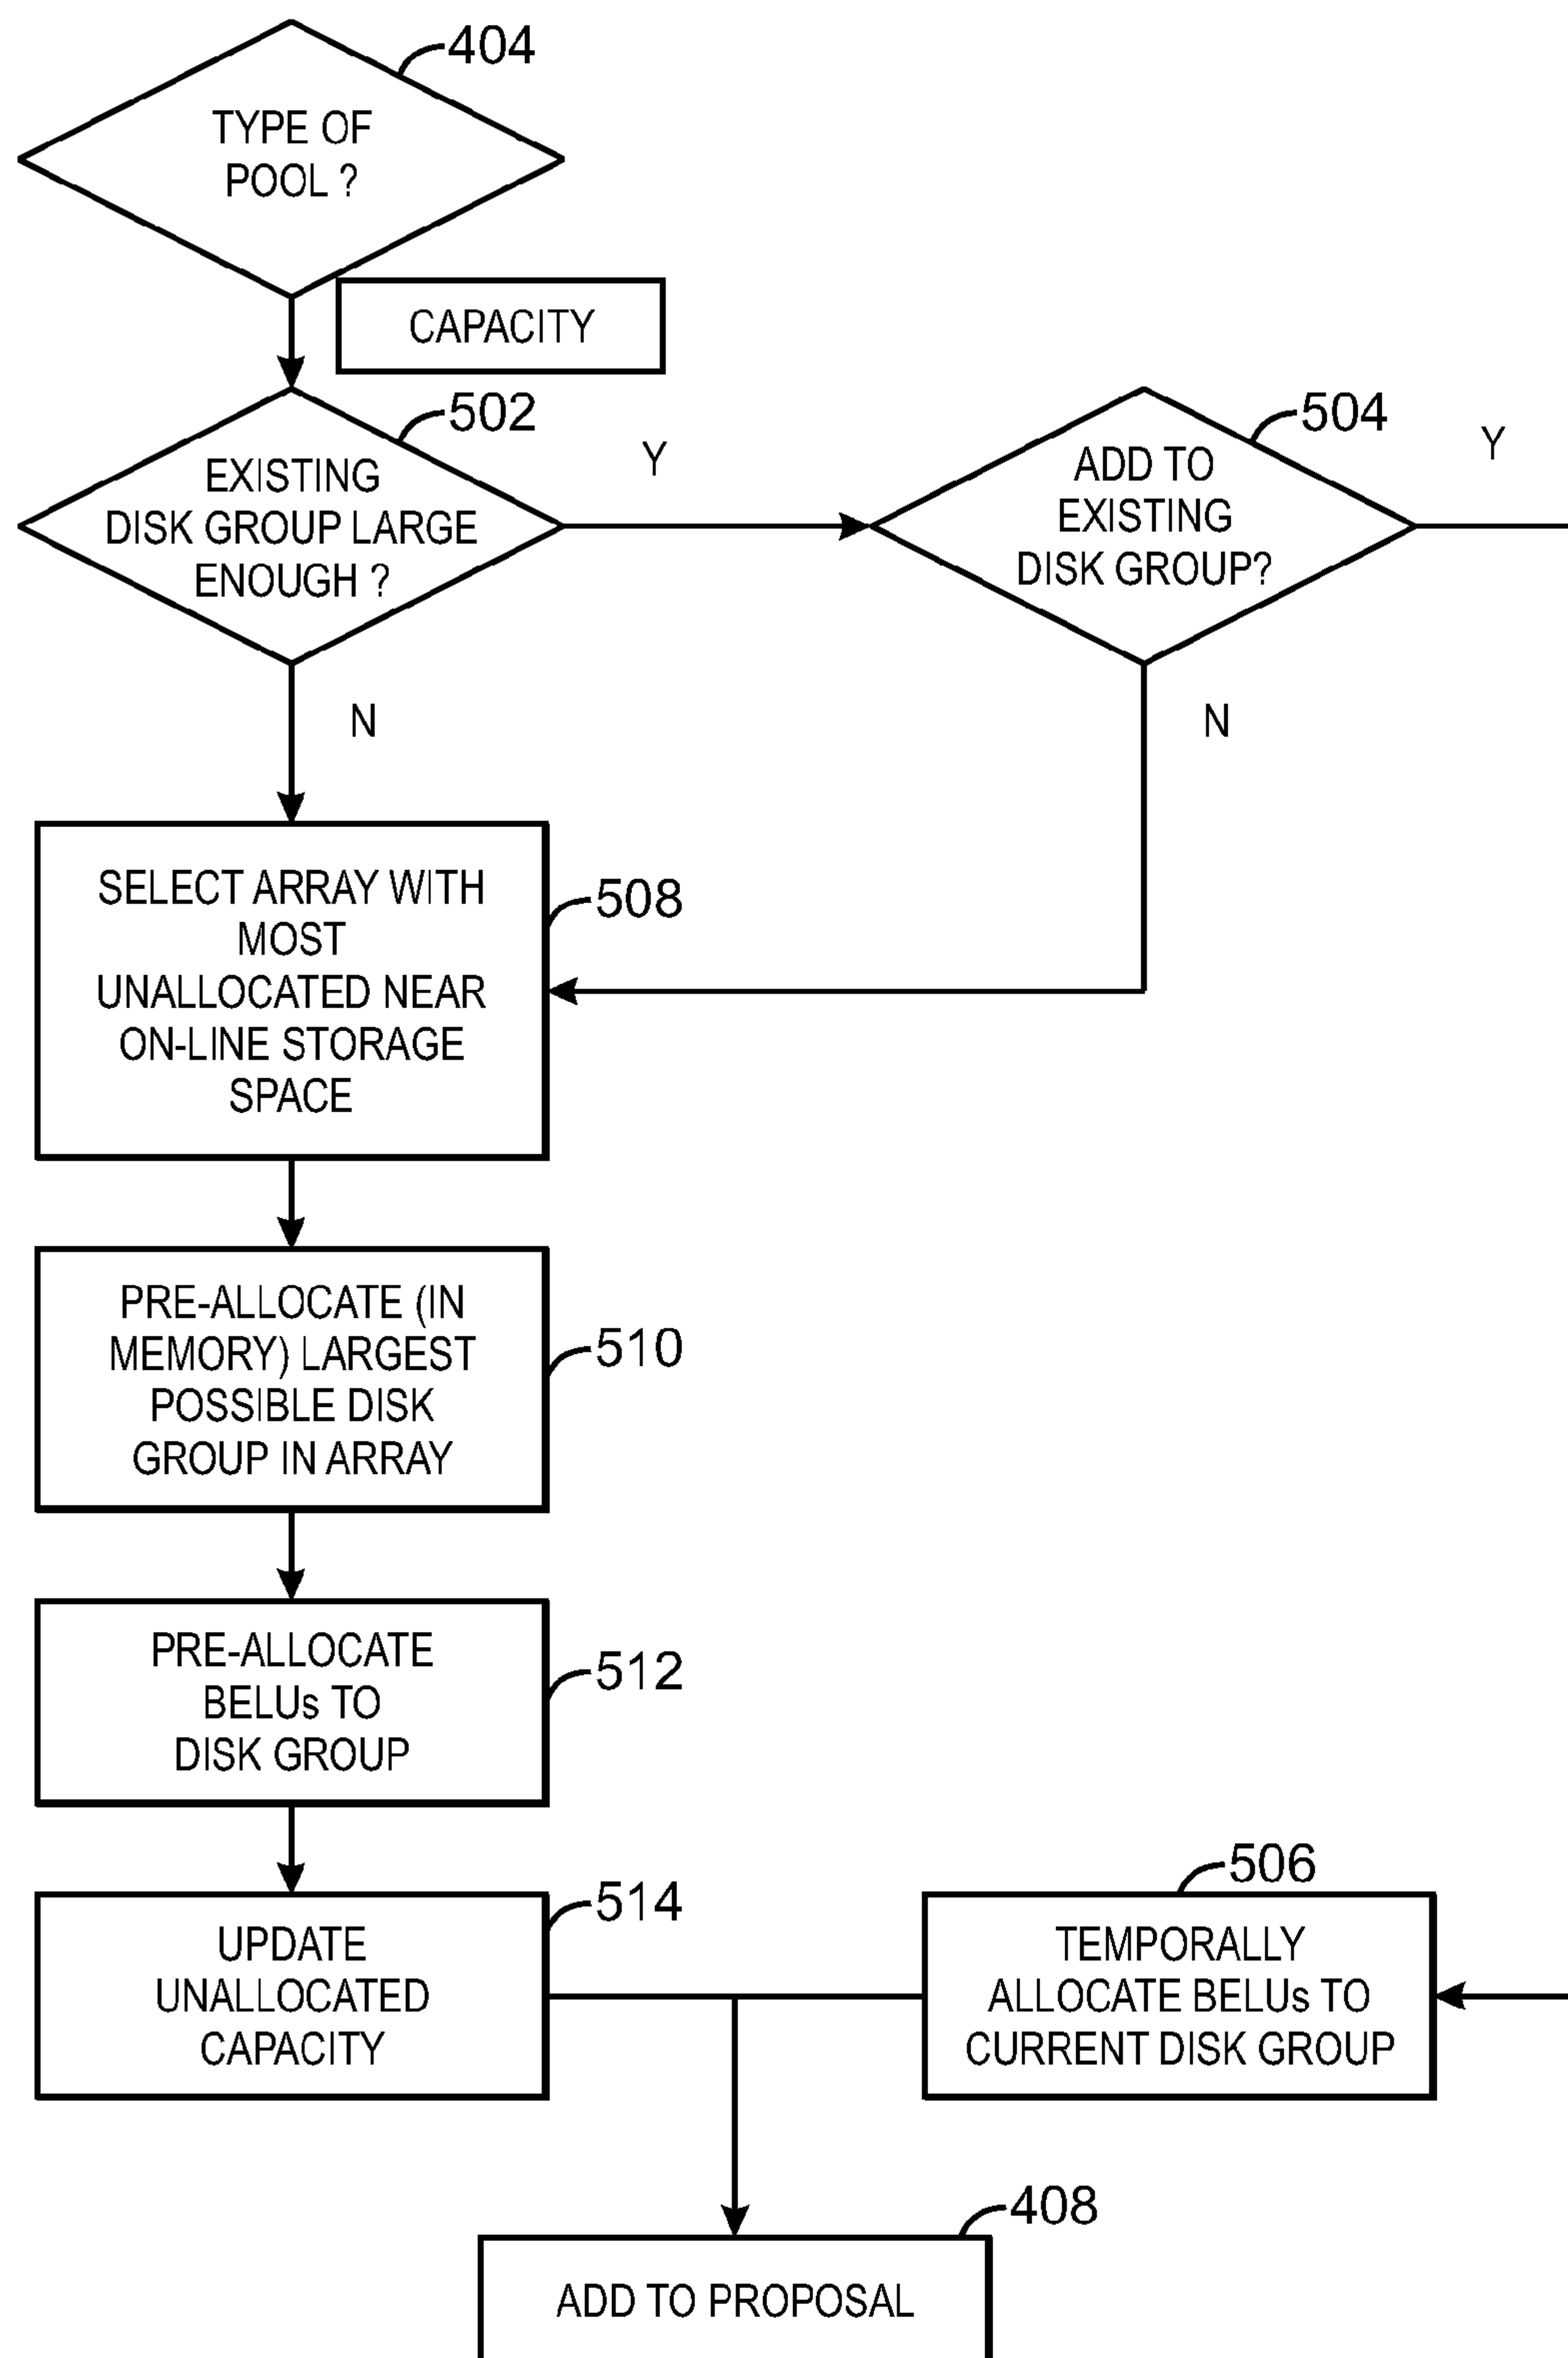 404
TYPE OF
POOL ?
CAPACITY
502
EXISTING
DISK GROUP LARGE
ENOUGH ?
Y
504
ADD TO
EXISTING
DISK GROUP?
Y
N
N
SELECT ARRAY WITH
MOST
UNALLOCATED NEAR
ON-LINE STORAGE
SPACE
508
PRE-ALLOCATE (IN
MEMORY) LARGEST
POSSIBLE DISK
GROUP IN ARRAY
510
PRE-ALLOCATE
BELUs TO
DISK GROUP
512
UPDATE
UNALLOCATED
CAPACITY
514
506
TEMPORALLY
ALLOCATE BELUs TO
CURRENT DISK GROUP
408
ADD TO PROPOSAL